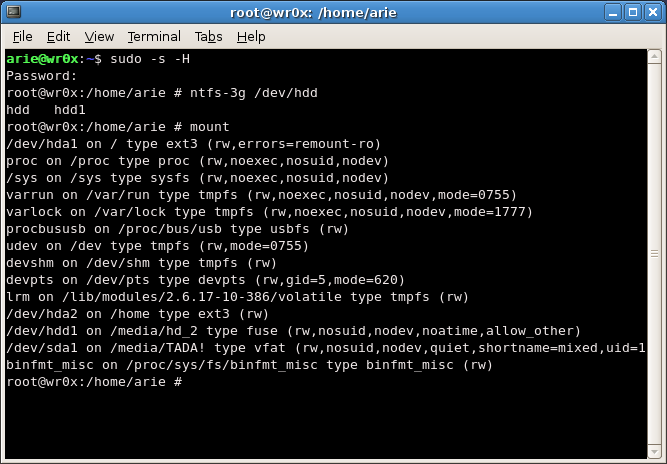 root@wr0x: /home/arie
File Edit View Terminal Tabs Help
arie@wr0x:~$ sudo -s -H
Password:
root@wr0x:/home/arie # ntfs-3g /dev/hdd
hdd   hdd1
root@wr0x:/home/arie # mount
/dev/hda1 on / type ext3 (rw,errors=remount-ro)
proc on /proc type proc (rw,noexec,nosuid,nodev)
/sys on /sys type sysfs (rw,noexec,nosuid,nodev)
varrun on /var/run type tmpfs (rw,noexec,nosuid,nodev,mode=0755)
varlock on /var/lock type tmpfs (rw,noexec,nosuid,nodev,mode=1777)
procbususb on /proc/bus/usb type usbfs (rw)
udev on /dev type tmpfs (rw,mode=0755)
devshm on /dev/shm type tmpfs (rw)
devpts on /dev/pts type devpts (rw,gid=5,mode=620)
lrm on /lib/modules/2.6.17-10-386/volatile type tmpfs (rw)
/dev/hda2 on /home type ext3 (rw)
/dev/hdd1 on /media/hd_2 type fuse (rw,nosuid,nodev,noatime,allow_other)
/dev/sda1 on /media/TADA! type vfat (rw,nosuid,nodev,quiet,shortname=mixed,uid=1
binfmt_misc on /proc/sys/fs/binfmt_misc type binfmt_misc (rw)
root@wr0x:/home/arie #